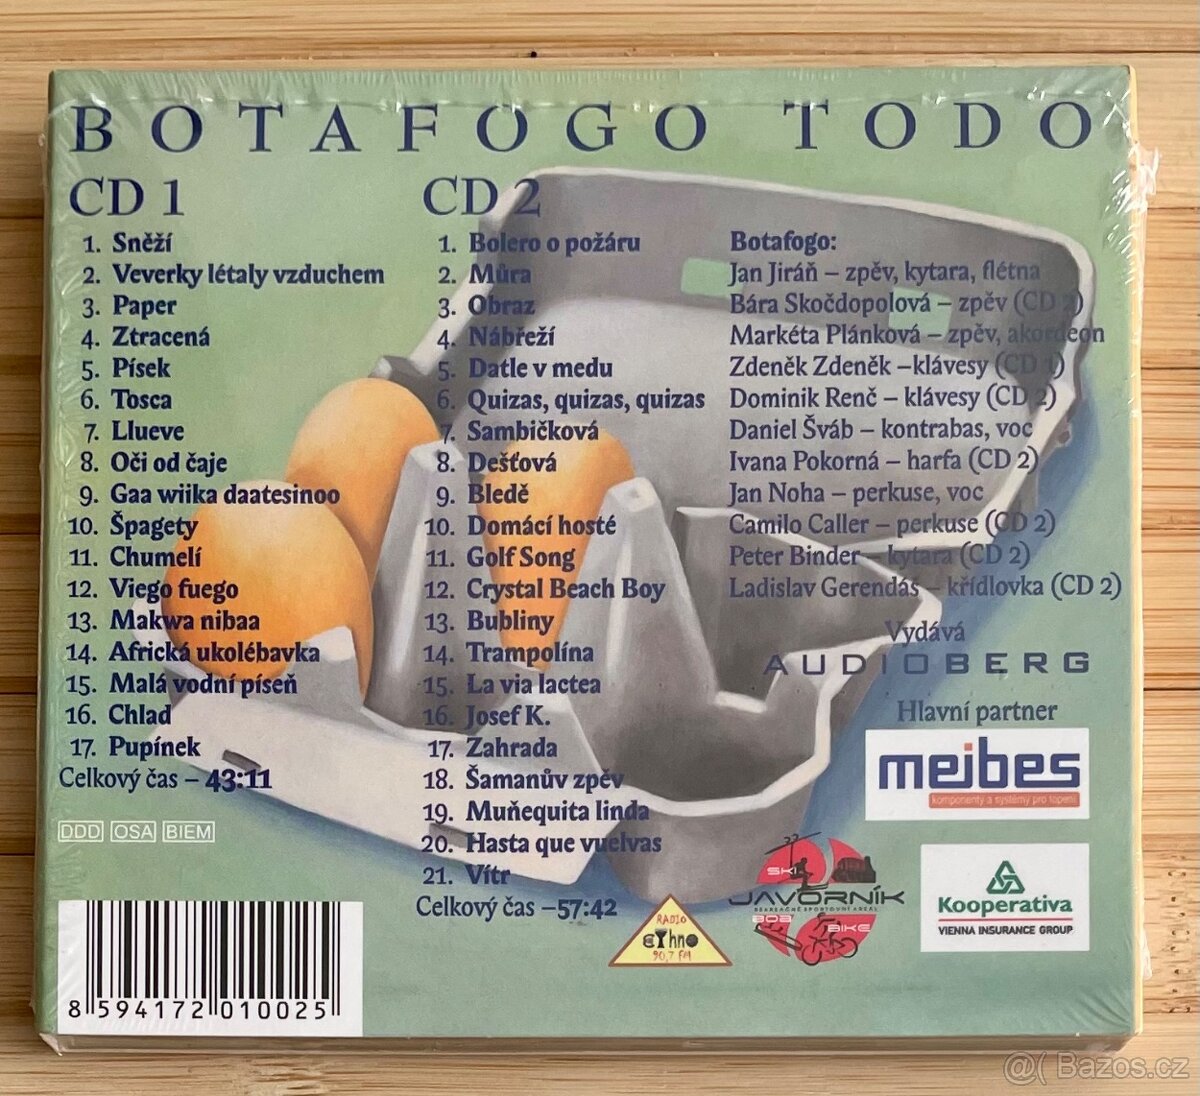 BOTAFOGO TODO
CD 1
1. Sněží
2. Veverky létaly vzduchem
3. Paper
4. Ztracená
5. Písek
6. Tosca
7. Llueve
8. Oči od čaje
9. Gaa wiika daatesinoo
10. Špagety
11. Chumelí
12. Viego fuego
13. Makwa nibaa
14. Africká ukolébavka
15. Malá vodní píseň
16. Chlad
17. Pupínek
Celkový čas – 43:11
DDD OSA BIEM
8 594172 010025
CD 2
1. Bolero o požáru
2. Můra
3. Obraz
4. Nábřeží
5. Datle v medu
6. Quizas, quizas, quizas
7. Sambičková
8. Dešťová
9. Bledě
10. Domácí hosté
11. Golf Song
12. Crystal Beach Boy
13. Bubliny
14. Trampolína
15. La via lactea
16. Josef K.
17. Zahrada
18. Šamanův zpěv
19. Muňequita linda
20. Hasta que vuelvas
21. Vítr
Celkový čas –57:42
Botafogo:
Jan Jiráň – zpěv, kytara, flétna
Bára Skočdopolová – zpěv (CD 2)
Markéta Plánková – zpěv, akordeon
Zdeněk Zdeněk –klávesy (CD 1)
Dominik Renč – klávesy (CD 2)
Daniel Šváb – kontrabas, voc
Ivana Pokorná – harfa (CD 2)
Jan Noha – perkuse, voc
Camilo Caller – perkuse (CD 2)
Peter Binder – kytara (CD 2)
Ladislav Gerendáš – křídlovka (CD 2)
Vydává
AUDIOBERG
Hlavní partner
meibes
komponenty a systémy pro topení
RADIO
eThno
90,7 FM
SKI
JAVORNÍK
SPORTOVNÍ AREÁL
BOB BIKE
Kooperativa
VIENNA INSURANCE GROUP
@( Bazos.cz